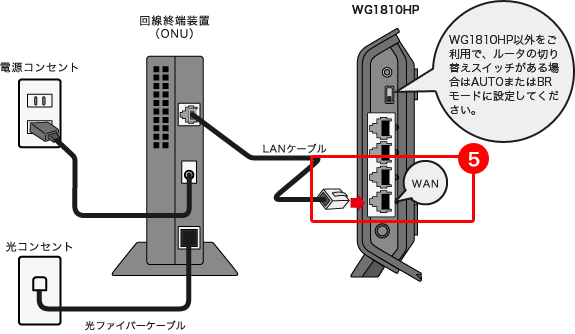 回線終端装置
(ONU)
WG1810HP
電源コンセント
WG1810HP以外をご
利用で、ルータの切り
替えスイッチがある場
合はAUTOまたはBR
モードに設定してくだ
さい。
LANケーブル
5
WAN
光コンセント
光ファイバーケーブル